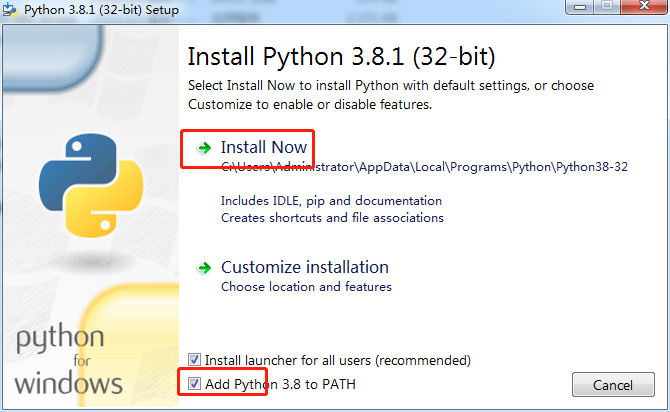 Python 3.8.1 (32-bit) Setup
Install Python 3.8.1 (32-bit)
Select Install Now to install Python with default settings, or choose
Customize to enable or disable features.
Install Now
C:\Users\Administrator\AppData\Local\Programs\Python\Python38-32
Includes IDLE, pip and documentation
Creates shortcuts and file associations
Customize installation
Choose location and features
python
for
windows
Install launcher for all users (recommended)
Add Python 3.8 to PATH
Cancel